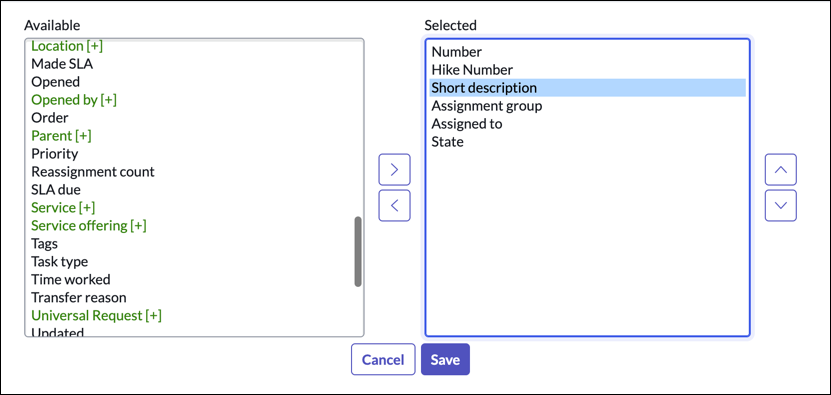 Available
Location [+]
Made SLA
Opened
Opened by [+]
Order
Parent [+]
Priority
Reassignment count
SLA due
Service [+]
Service offering [+]
Tags
Task type
Time worked
Transfer reason
Universal Request [+]
Updated
Selected
Number
Hike Number
Short description
Assignment group
Assigned to
State
Cancel
Save